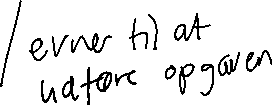 / evner til at
udføre opgaven